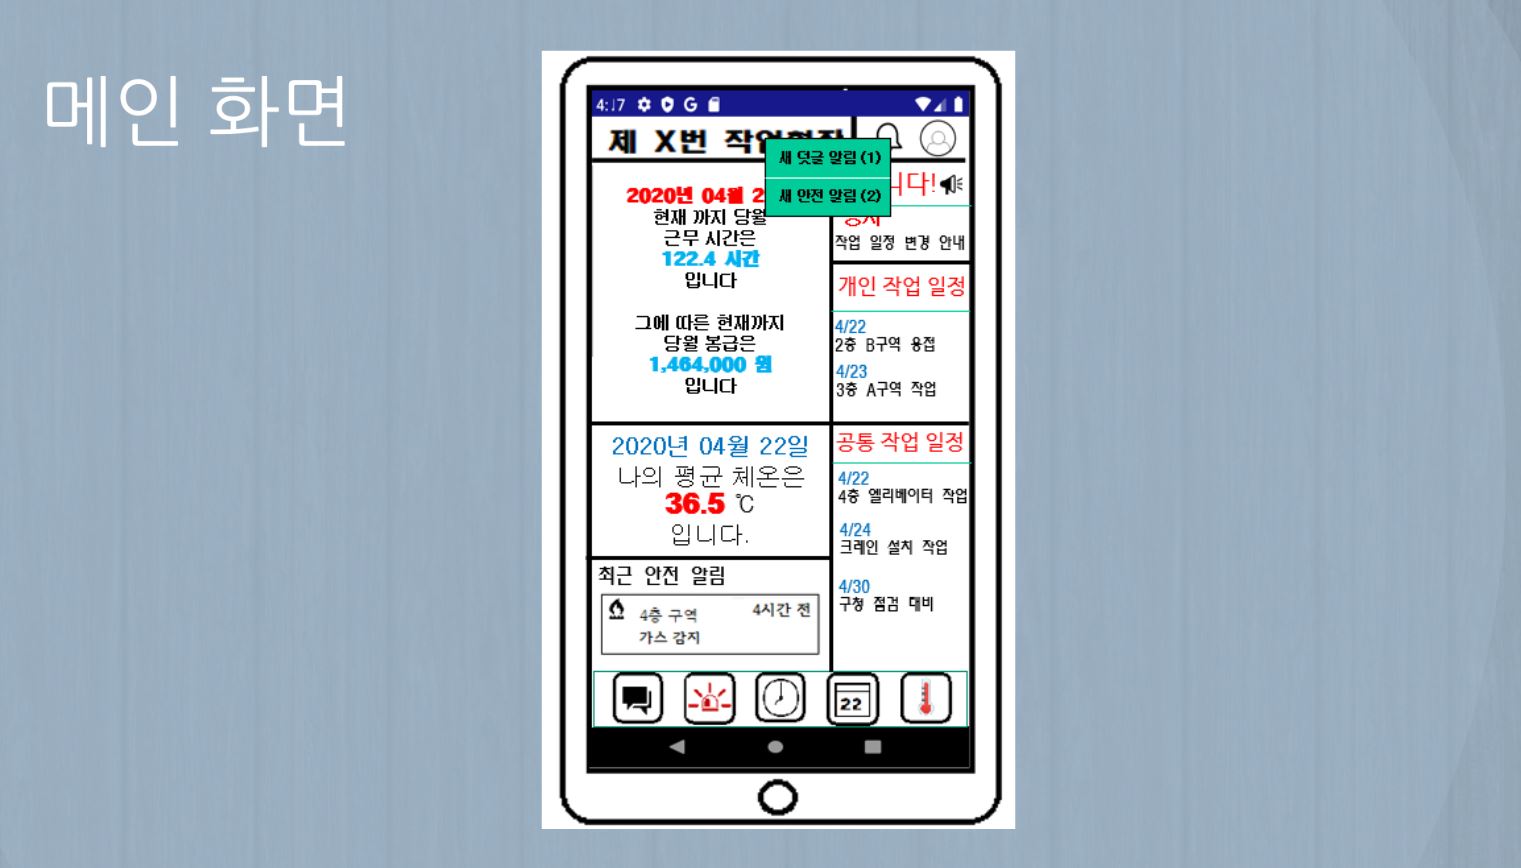 메인 화면
4:17
제 X번
새 댓글 알림 (1)
새 안전 알림 (2)
니다!
2020년 04월
현재 까지 당월
근무 시간은
122.4 시간
입니다
그에 따른 현재까지
당월 봉급은
1,464,000 원
입니다
공지
작업 일정 변경 안내
개인 작업 일정
4/22
2층 B구역 용접
4/23
3층 A구역 작업
2020년 04월 22일
나의 평균 체온은
36.5 ℃
입니다.
공통 작업 일정
4/22
4층 엘리베이터 작업
4/24
크레인 설치 작업
4/30
구청 점검 대비
최근 안전 알림
4층 구역 4시간 전
가스 감지
22